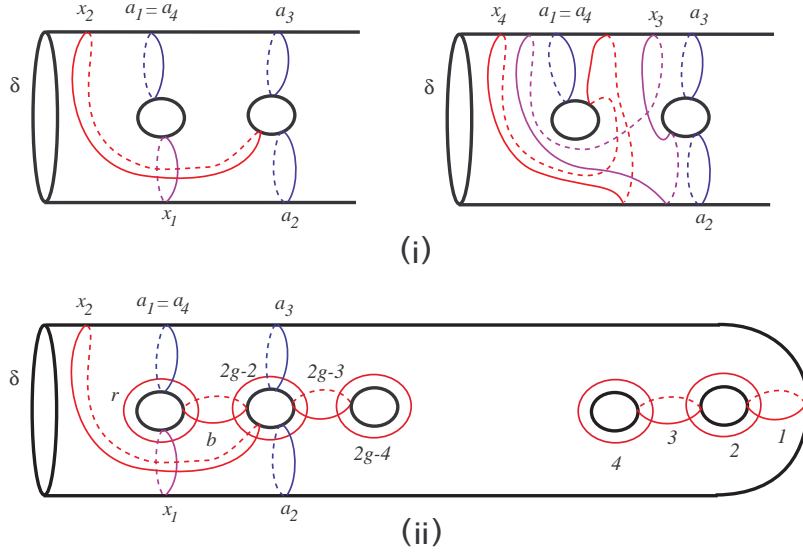 x₂ a₁ = a₄ a₃ x₄ a₁ = a₄ x₃ a₃
δ δ
x₁ a₂ a₂
(i)
x₂ a₁ = a₄ a₃
δ r 2g-2 2g-3
b 2g-4 4 3 2 1
x₁ a₂
(ii)